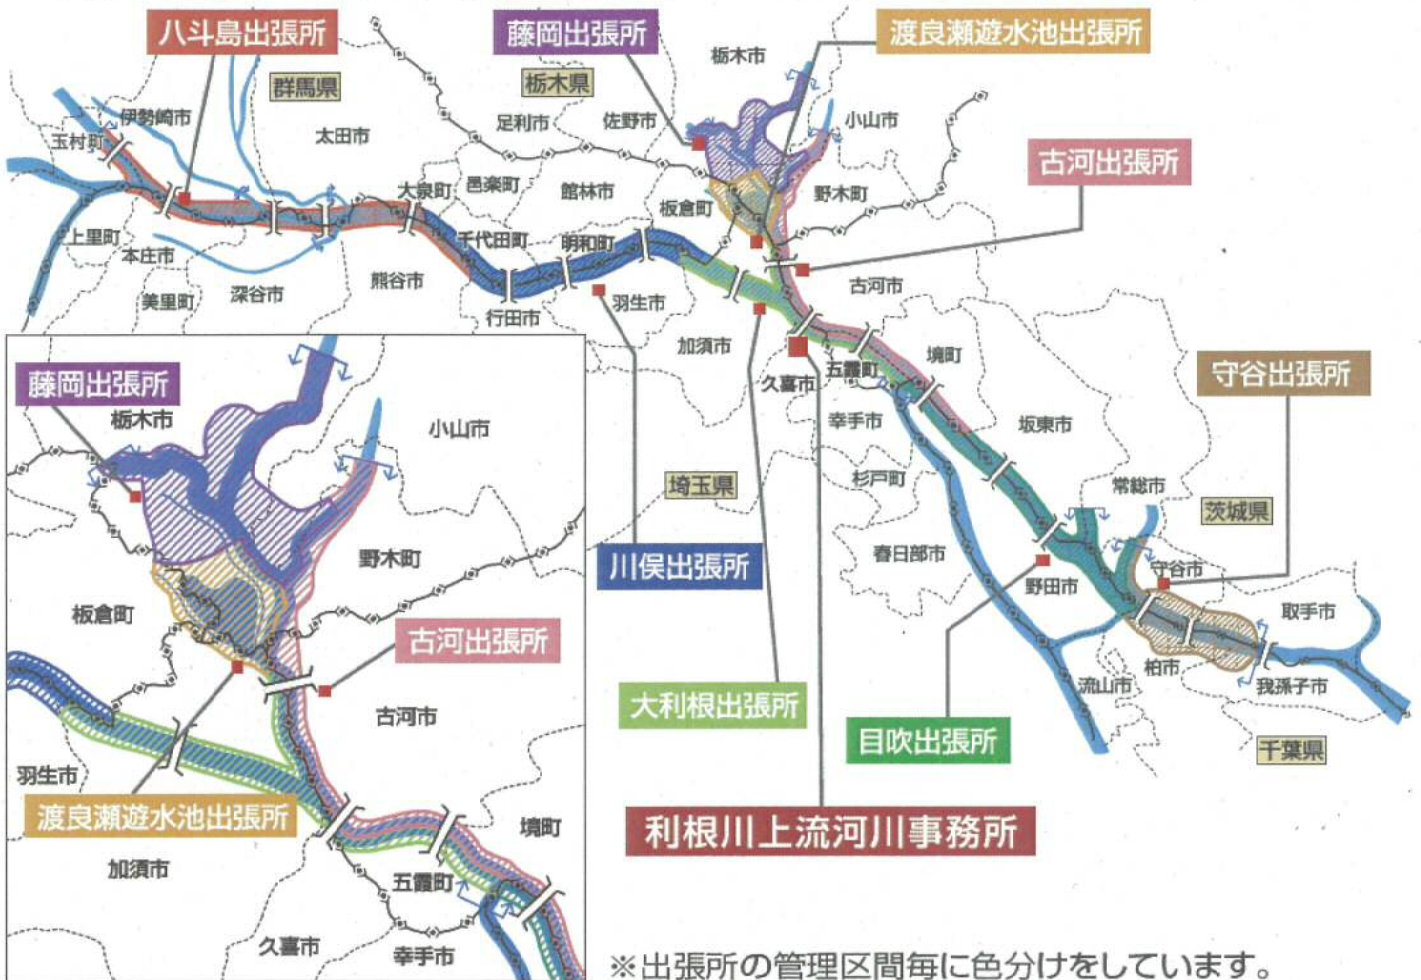 八斗島出張所
藤岡出張所
渡良瀬遊水池出張所
群馬県
栃木県
栃木市
伊勢崎市
玉村町
太田市
足利市
佐野市
小山市
古河出張所
大泉町
邑楽町
館林市
板倉町
野木町
上里町
本庄市
千代田町
明和町
美里町
深谷市
熊谷市
行田市
羽生市
古河市
加須市
久喜市
五霞町
境町
守谷出張所
幸手市
坂東市
杉戸町
埼玉県
常総市
茨城県
春日部市
川俣出張所
野田市
守谷市
取手市
大利根出張所
目吹出張所
流山市
柏市
我孫子市
千葉県
利根川上流河川事務所
藤岡出張所
栃木市
小山市
野木町
板倉町
古河出張所
古河市
羽生市
渡良瀬遊水池出張所
境町
加須市
五霞町
久喜市
幸手市
※出張所の管理区間毎に色分けをしています。